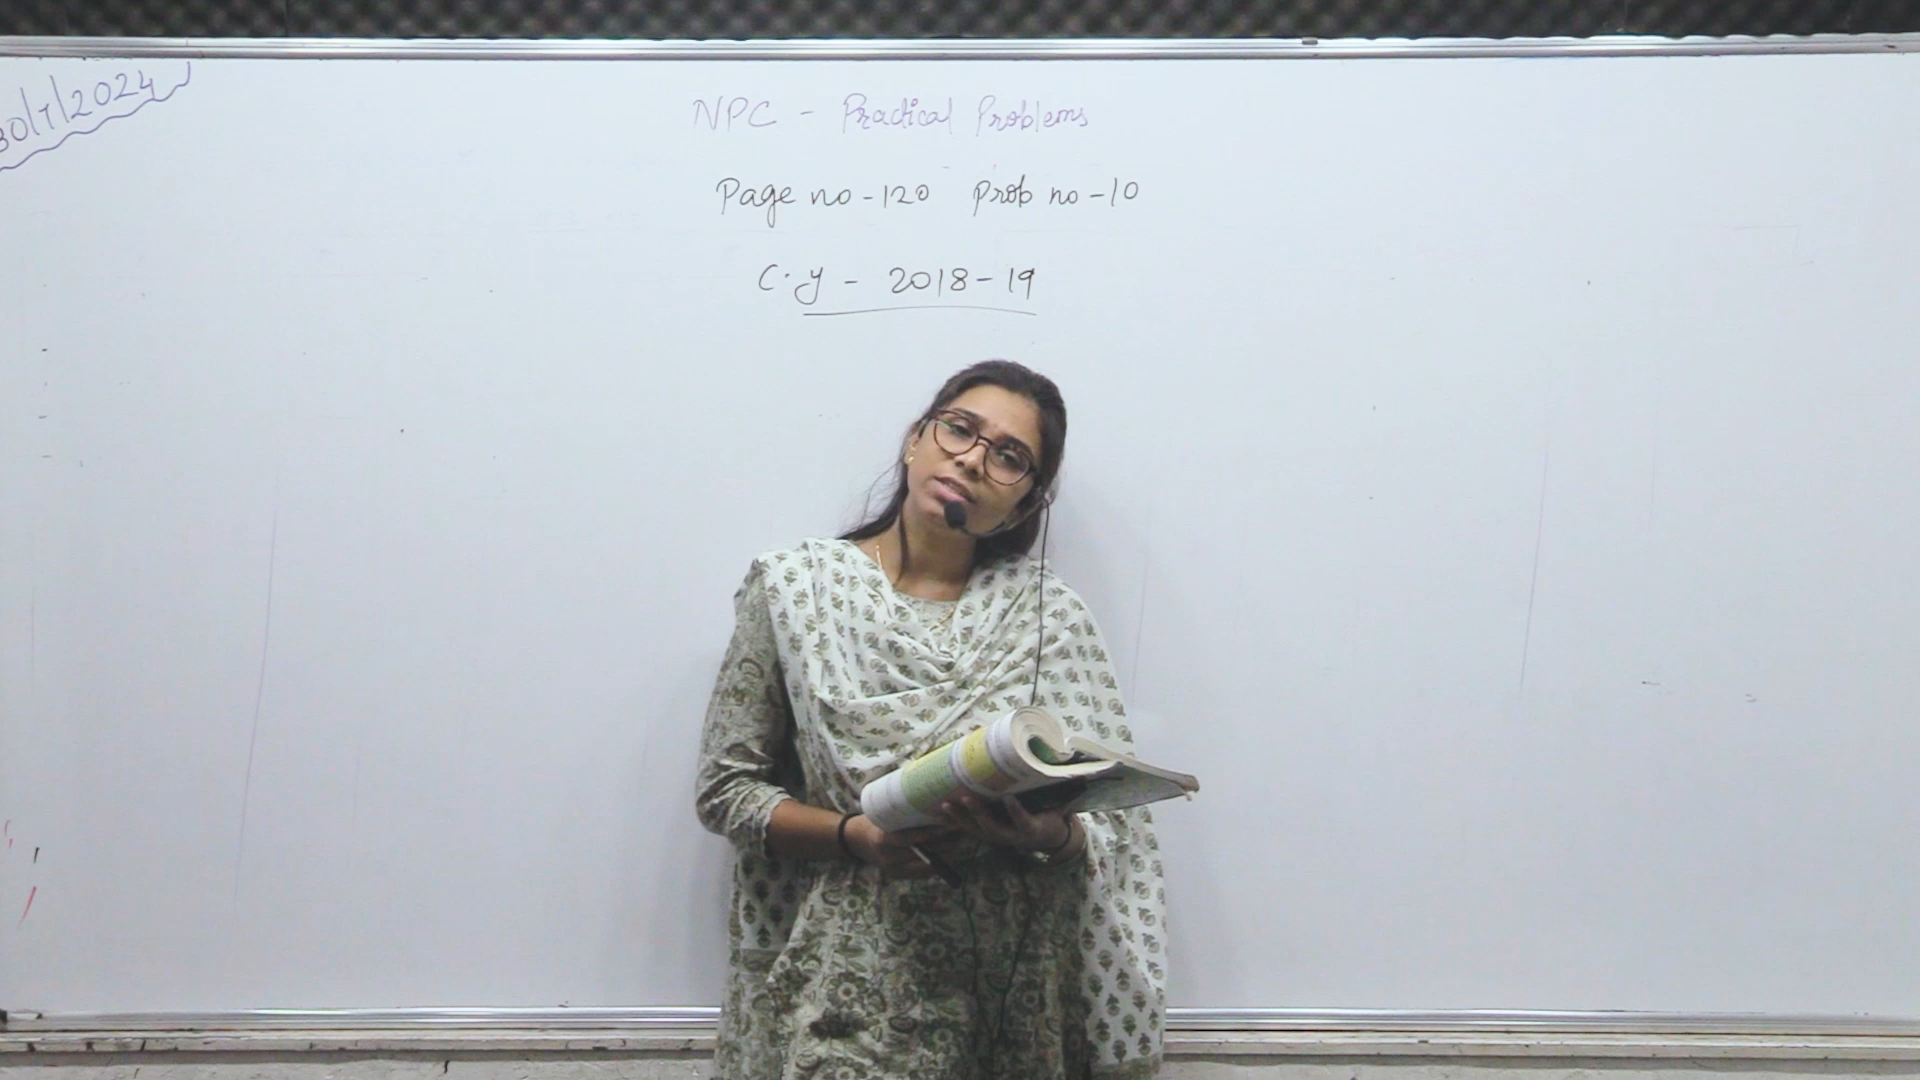 30/7/2024
NPC - Practical Problems
Page no - 120 Prob no - 10
C.y - 2018-19